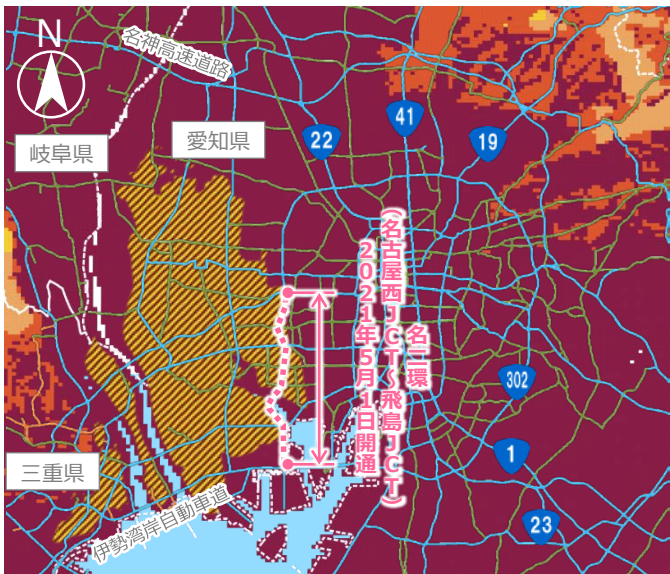 N
名神高速道路
岐阜県
愛知県
22
41
19
名二環
(名古屋西JCT~飛島JCT)
2021年5月1日開通
302
1
三重県
伊勢湾岸自動車道
23